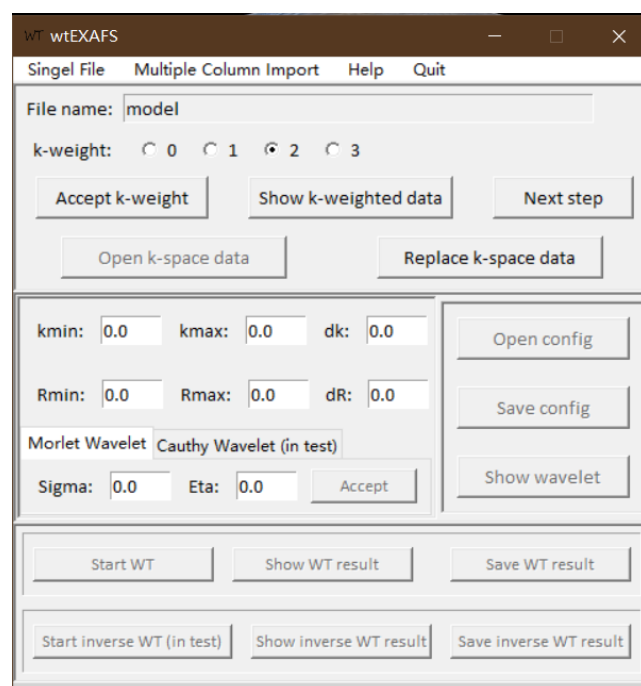 WT wtEXAFS
Singel File Multiple Column Import Help Quit
File name: model
k-weight: 0 1 2 3
Accept k-weight Show k-weighted data Next step
Open k-space data Replace k-space data
kmin: 0.0 kmax: 0.0 dk: 0.0
Open config
Rmin: 0.0 Rmax: 0.0 dR: 0.0
Save config
Morlet Wavelet Cauthy Wavelet (in test)
Sigma: 0.0 Eta: 0.0 Accept
Show wavelet
Start WT Show WT result Save WT result
Start inverse WT (in test) Show inverse WT result Save inverse WT result